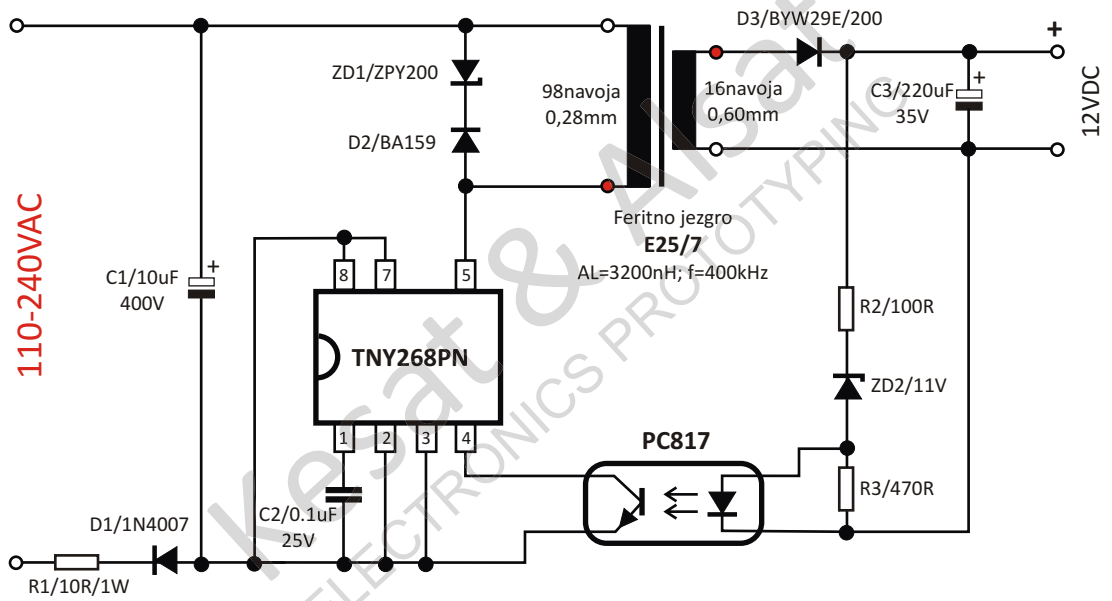 D3/BYW29E/200
+
ZD1/ZPY200
98navoja
0,28mm
16navoja
0,60mm
C3/220uF
35V
+
12VDC
D2/BA159
110-240VAC
Feritno jezgro
E25/7
AL=3200nH; f=400kHz
C1/10uF
400V
+
8
7
5
TNY268PN
R2/100R
ZD2/11V
1
2
3
4
PC817
R3/470R
C2/0.1uF
25V
D1/1N4007
R1/10R/1W
Kesat & Alsat
ELECTRONICS PROTOTYPINC